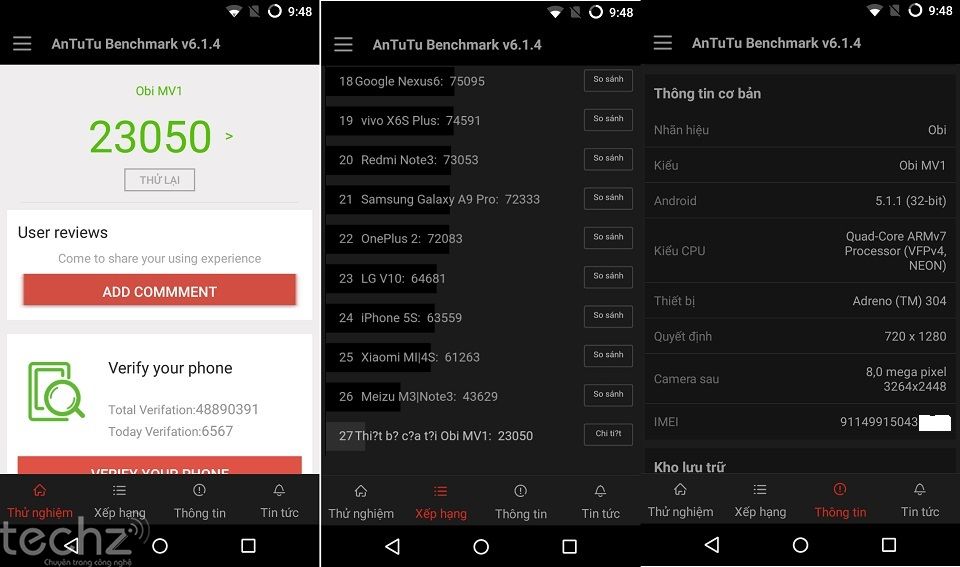 9:48
AnTuTu Benchmark v6.1.4
Obi MV1
23050 >
THỬ LẠI
User reviews
Come to share your using experience
ADD COMMMENT
Verify your phone
Total Verifation:48890391
Today Verifation:6567
VERIFY YOUR PHONE
Thử nghiệm
Xếp hạng
Thông tin
Tin tức
techz
Chuyên trang công nghệ
9:48
AnTuTu Benchmark v6.1.4
18 Google Nexus6: 75095 So sánh
19 vivo X6S Plus: 74591 So sánh
20 Redmi Note3: 73053 So sánh
21 Samsung Galaxy A9 Pro: 72333 So sánh
22 OnePlus 2: 72083 So sánh
23 LG V10: 64681 So sánh
24 iPhone 5S: 63559 So sánh
25 Xiaomi MI|4S: 61263 So sánh
26 Meizu M3|Note3: 43629 So sánh
27 Thi?t b? c?a t?i Obi MV1: 23050 Chi ti?t
Thử nghiệm
Xếp hạng
Thông tin
Tin tức
9:48
AnTuTu Benchmark v6.1.4
Thông tin cơ bản
Nhãn hiệu Obi
Kiểu Obi MV1
Android 5.1.1 (32-bit)
Kiểu CPU Quad-Core ARMv7
Processor (VFPv4,
NEON)
Thiết bị Adreno (TM) 304
Quyết định 720 x 1280
Camera sau 8,0 mega pixel
3264x2448
IMEI 91149915043
Kho lưu trữ
Thử nghiệm
Xếp hạng
Thông tin
Tin tức